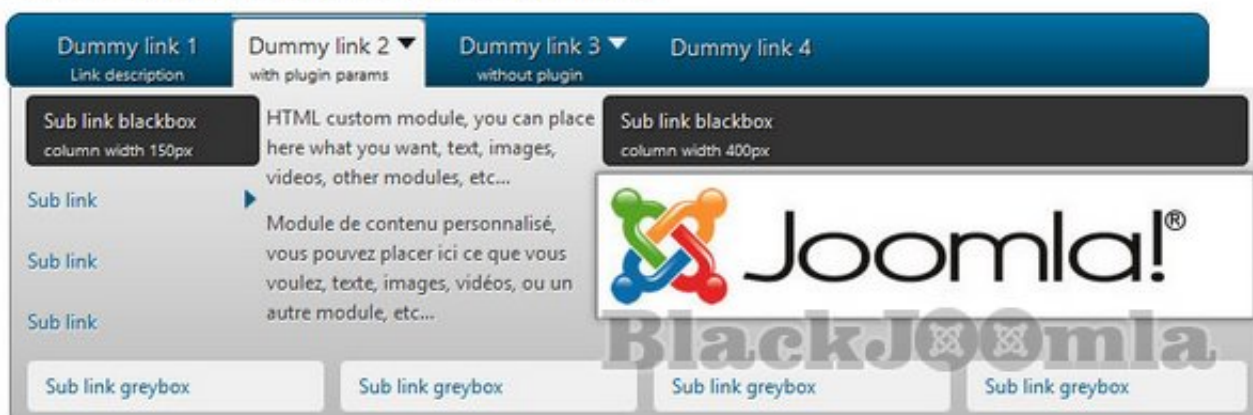 Dummy link 1
Link description
Dummy link 2
with plugin params
Dummy link 3
without plugin
Dummy link 4
Sub link blackbox
column width 150px
Sub link
Sub link
Sub link
HTML custom module, you can place
here what you want, text, images,
videos, other modules, etc...
Module de contenu personnalisé,
vous pouvez placer ici ce que vous
voulez, texte, images, vidéos, ou un
autre module, etc...
Sub link blackbox
column width 400px
Joomla!®
BlackJoomla
Sub link greybox
Sub link greybox
Sub link greybox
Sub link greybox